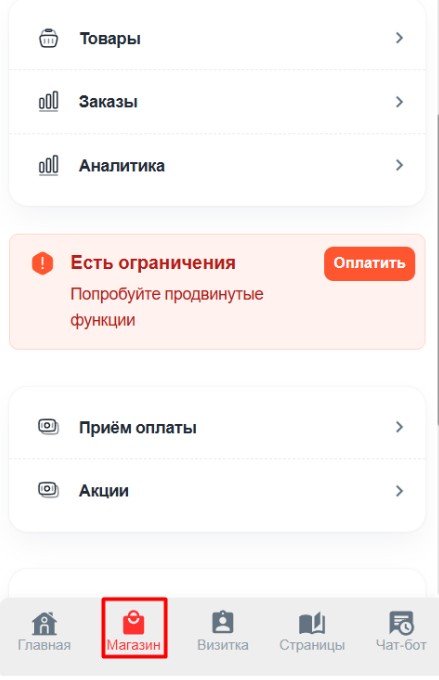 Товары
Заказы
Аналитика
Есть ограничения
Оплатить
Попробуйте продвинутые
функции
Приём оплаты
Акции
Главная
Магазин
Визитка
Страницы
Чат-бот